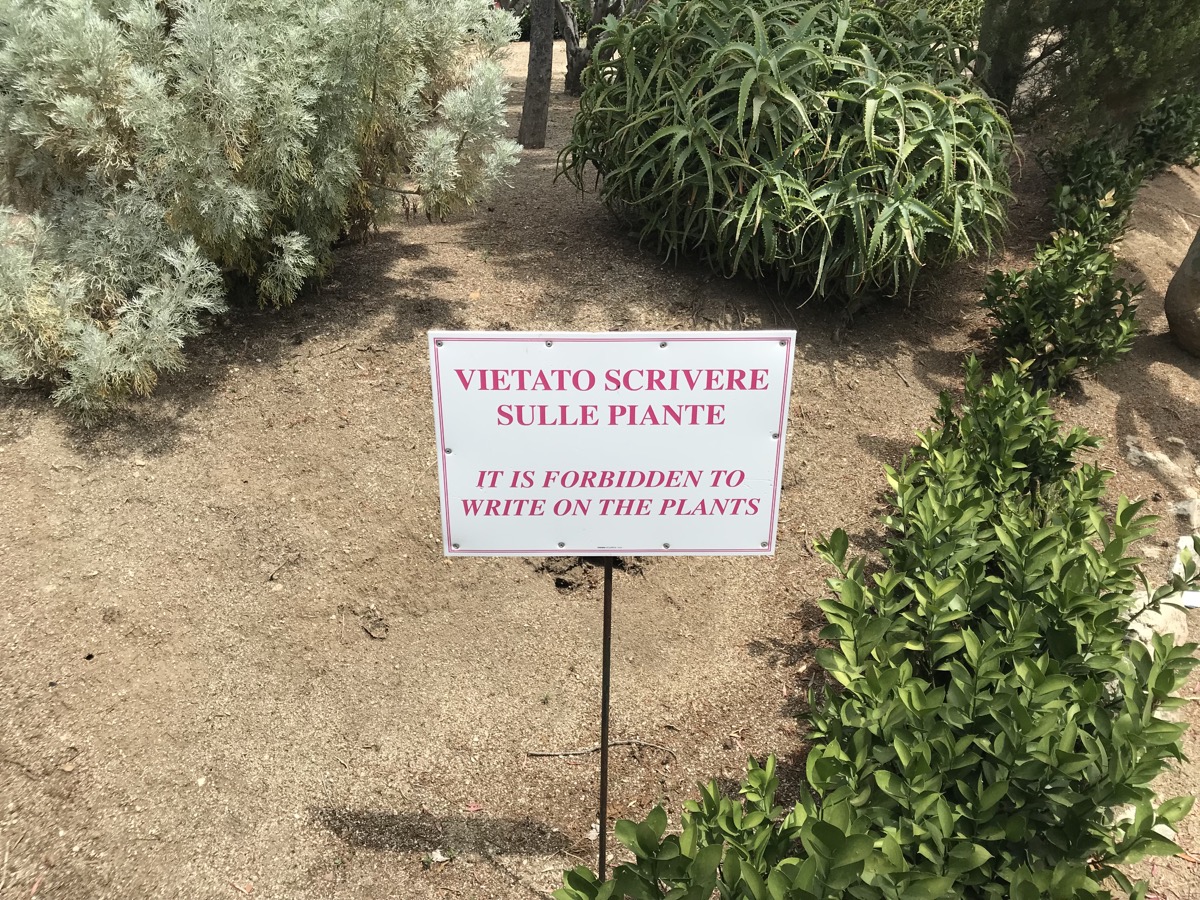 VIETATO SCRIVERE
SULLE PIANTE
IT IS FORBIDDEN TO
WRITE ON THE PLANTS